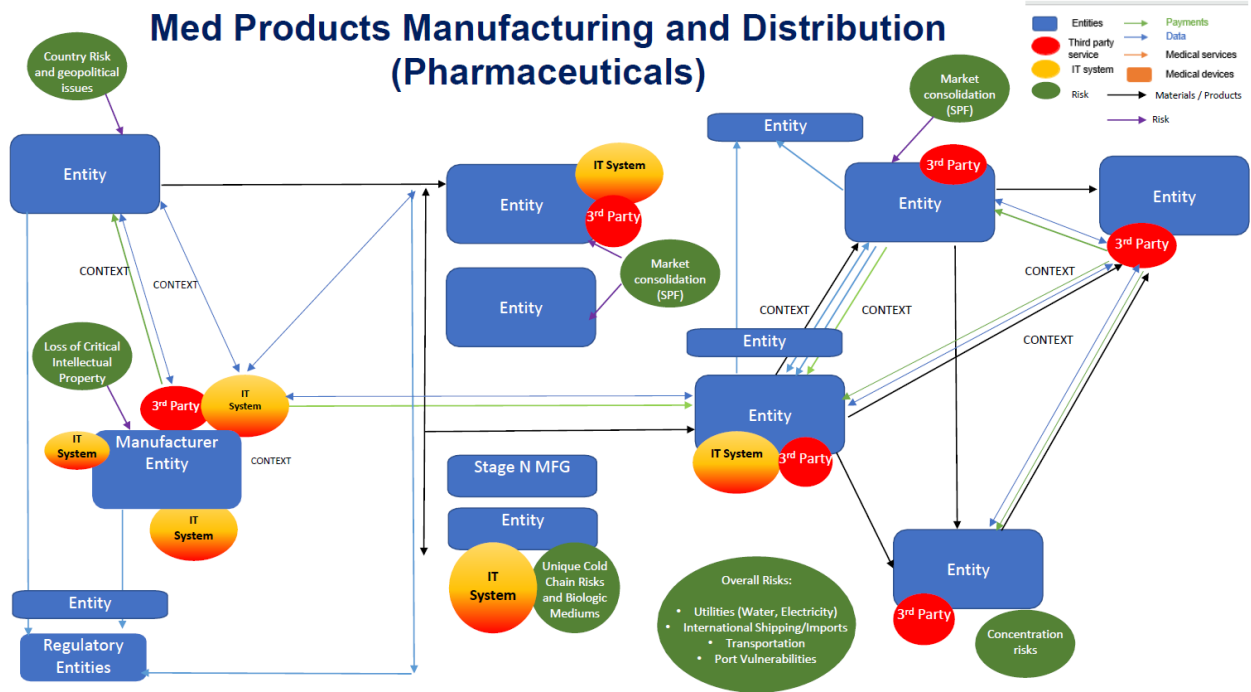 Med Products Manufacturing and Distribution
(Pharmaceuticals)
Entities
Payments
Data
Third party
service
Medical services
IT system
Medical devices
Risk
Materials / Products
Risk
Country Risk
and geopolitical
issues
Market
consolidation
(SPF)
Entity
Entity
Entity
IT System
3rd Party
Entity
3rd Party
Entity
Entity
3rd Party
CONTEXT
CONTEXT
Market
consolidation
(SPF)
Entity
CONTEXT
CONTEXT
CONTEXT
CONTEXT
Loss of Critical
Intellectual
Property
Entity
3rd Party
IT
System
Entity
IT
System
Manufacturer
Entity
CONTEXT
IT System
3rd Party
Stage N MFG
IT
System
Entity
Unique Cold
Chain Risks
and Biologic
Mediums
IT
System
Overall Risks:
• Utilities (Water, Electricity)
• International Shipping/Imports
• Transportation
• Port Vulnerabilities
Entity
3rd Party
Concentration
risks
Entity
Regulatory
Entities